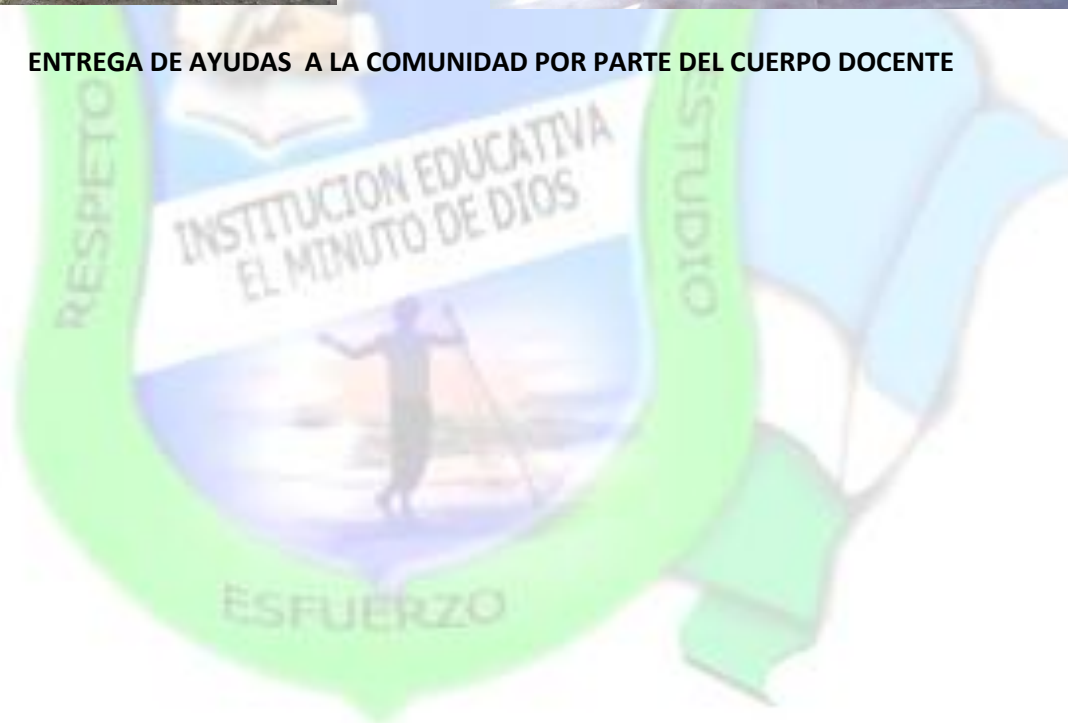 ENTREGA DE AYUDAS  A LA COMUNIDAD POR PARTE DEL CUERPO DOCENTE
RESPETO
ESTUDIO
INSTITUCION EDUCATIVA
EL MINUTO DE DIOS
ESFUERZO